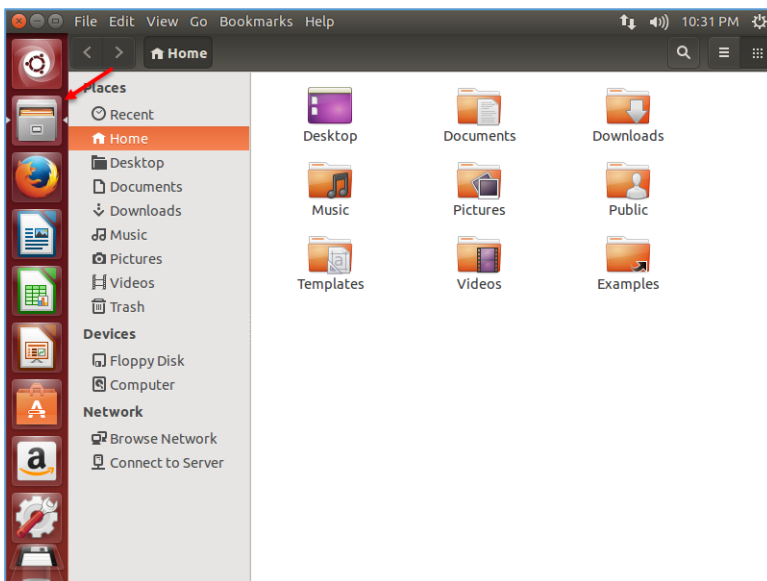 File Edit View Go Bookmarks Help 10:31 PM
Home
Places
Recent
Home
Desktop
Documents
Downloads
Music
Pictures
Videos
Trash
Devices
Floppy Disk
Computer
Network
Browse Network
Connect to Server
Desktop Documents Downloads
Music Pictures Public
Templates Videos Examples
A
a